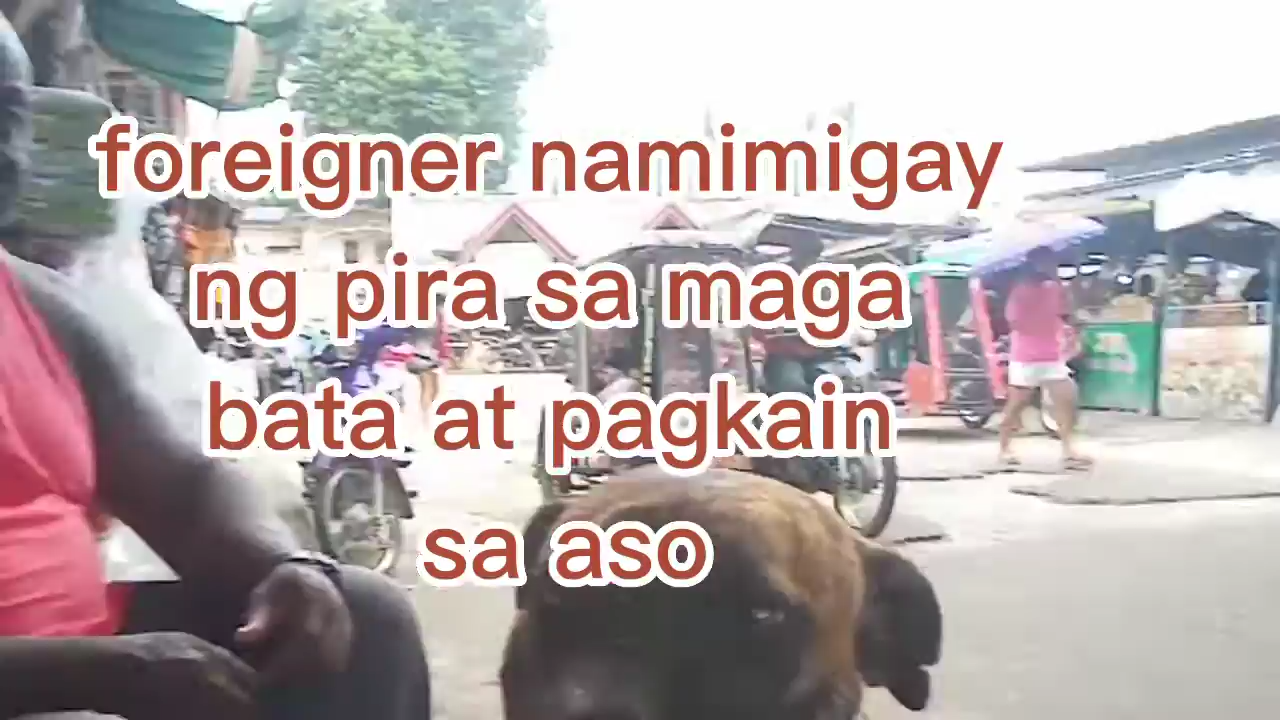 foreigner namimigay
ng pira sa maga
bata at pagkain
sa aso